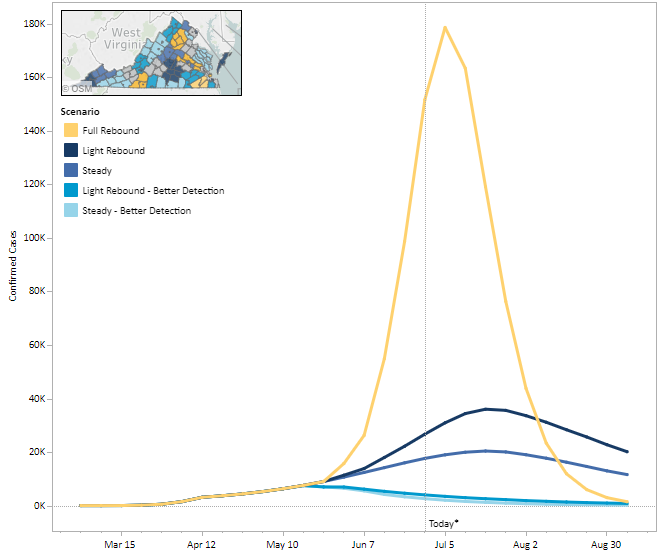 180K
160K
140K
120K
100K
80K
60K
40K
20K
0K
Confirmed Cases
West
Virginia
ky
© OSM
Scenario
Full Rebound
Light Rebound
Steady
Light Rebound - Better Detection
Steady - Better Detection
Today*
Mar 15
Apr 12
May 10
Jun 7
Jul 5
Aug 2
Aug 30